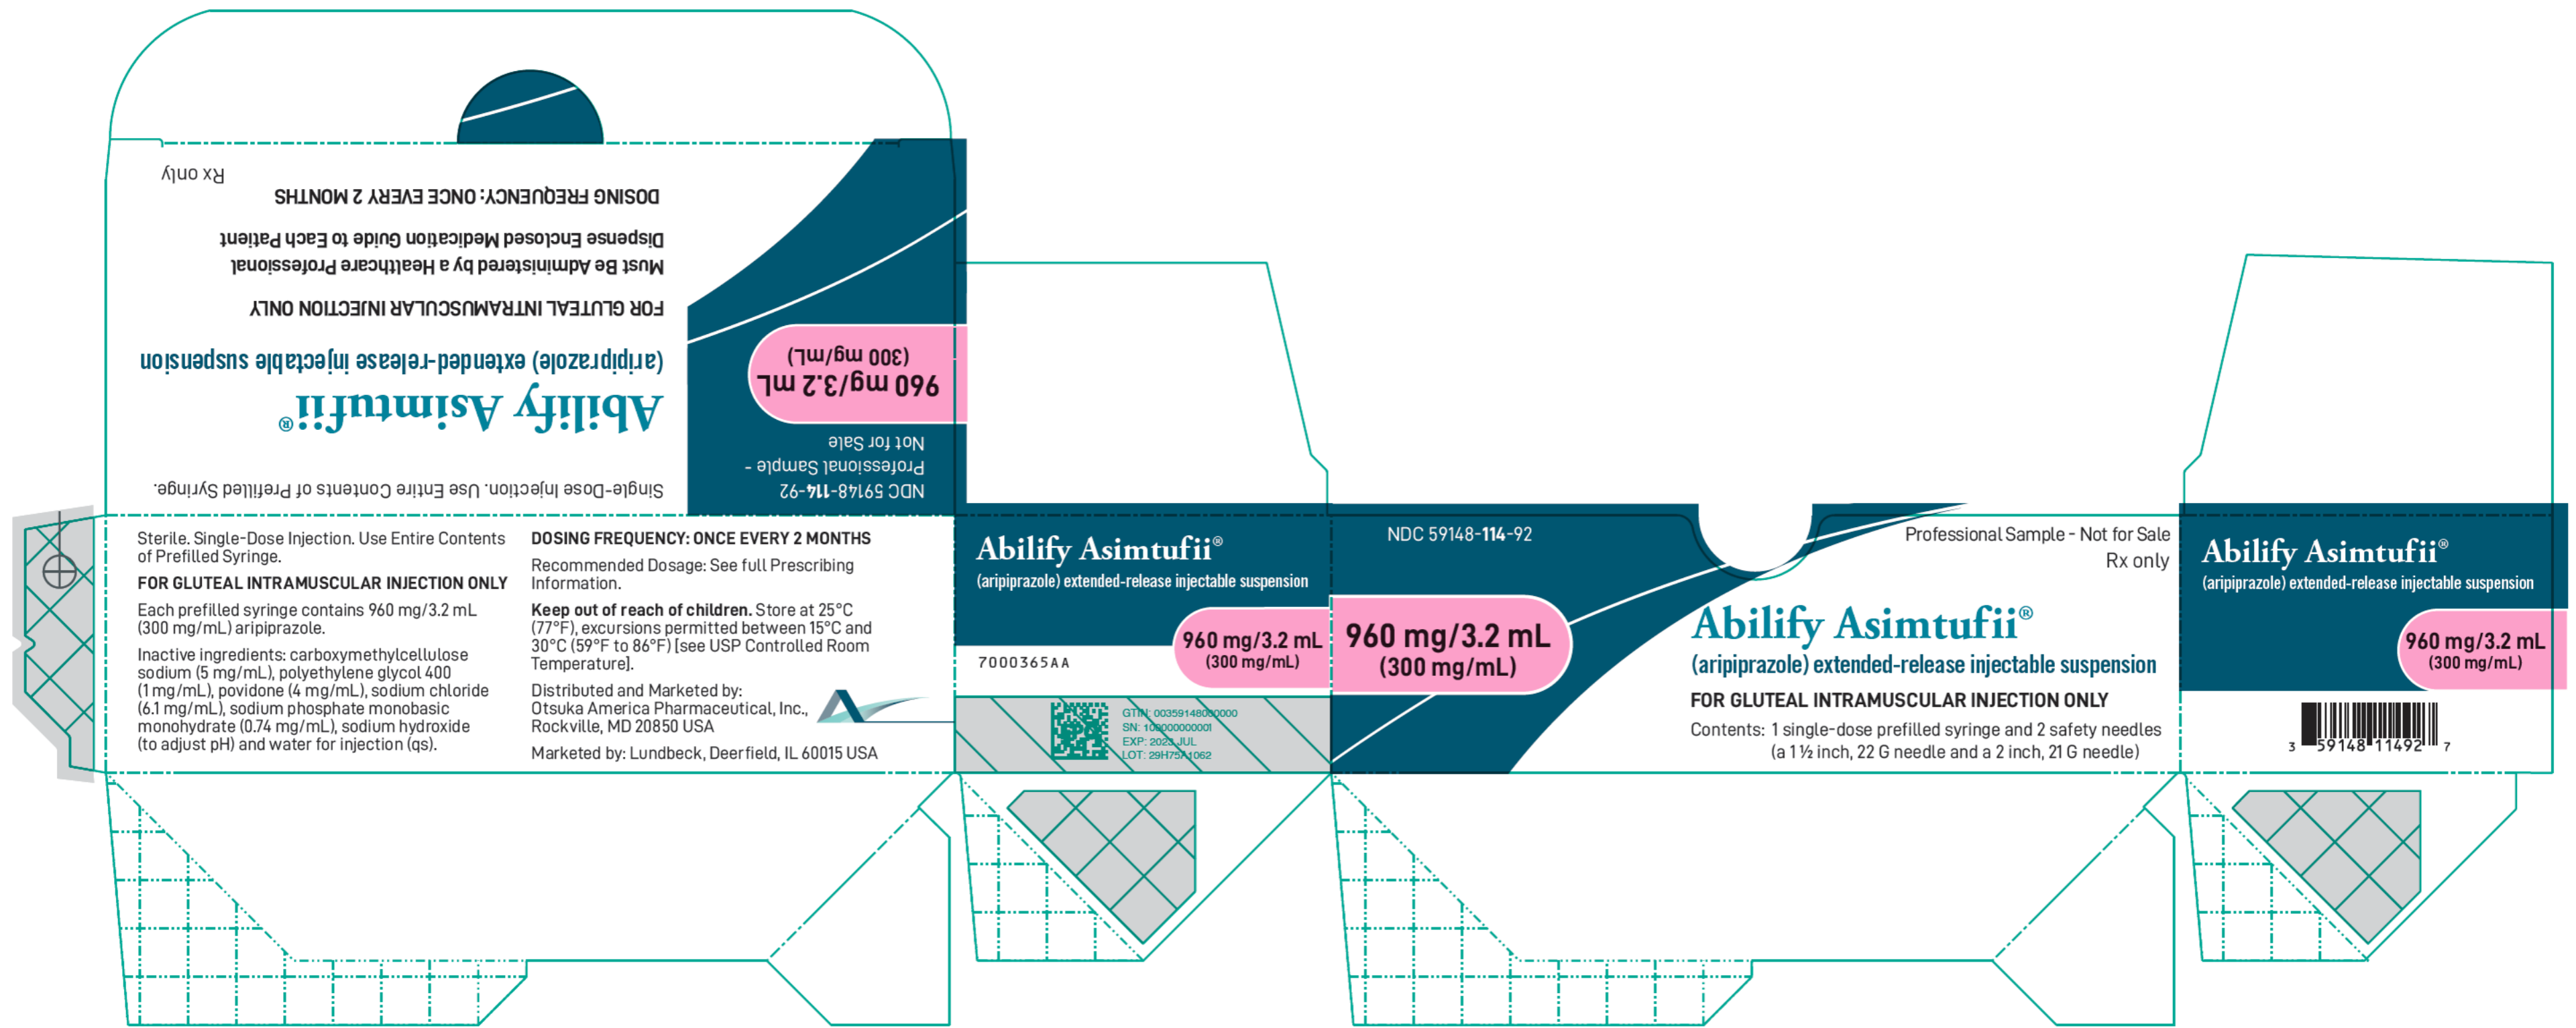 Rx only
DOSING FREQUENCY: ONCE EVERY 2 MONTHS
Dispense Enclosed Medication Guide to Each Patient
Must Be Administered by a Healthcare Professional
FOR GLUTEAL INTRAMUSCULAR INJECTION ONLY
(aripiprazole) extended-release injectable suspension
Abilify Asimtufii®
Single-Dose Injection. Use Entire Contents of Prefilled Syringe.
(300 mg/mL)
960 mg/3.2 mL
Not for Sale
Professional Sample -
NDC 59148-114-92
Sterile. Single-Dose Injection. Use Entire Contents
of Prefilled Syringe.
FOR GLUTEAL INTRAMUSCULAR INJECTION ONLY
Each prefilled syringe contains 960 mg/3.2 mL
(300 mg/mL) aripiprazole.
Inactive ingredients: carboxymethylcellulose
sodium (5 mg/mL), polyethylene glycol 400
(1 mg/mL), povidone (4 mg/mL), sodium chloride
(6.1 mg/mL), sodium phosphate monobasic
monohydrate (0.74 mg/mL), sodium hydroxide
(to adjust pH) and water for injection (qs).
DOSING FREQUENCY: ONCE EVERY 2 MONTHS
Recommended Dosage: See full Prescribing
Information.
Keep out of reach of children. Store at 25°C
(77°F), excursions permitted between 15°C and
30°C (59°F to 86°F) [see USP Controlled Room
Temperature].
Distributed and Marketed by:
Otsuka America Pharmaceutical, Inc.,
Rockville, MD 20850 USA
Marketed by: Lundbeck, Deerfield, IL 60015 USA
Abilify Asimtufii®
(aripiprazole) extended-release injectable suspension
960 mg/3.2 mL
(300 mg/mL)
7000365AA
GTIN: 00359148000000
SN: 100000000001
EXP: 2023 JUL
LOT: 29H75A1062
NDC 59148-114-92
960 mg/3.2 mL
(300 mg/mL)
Professional Sample - Not for Sale
Rx only
Abilify Asimtufii®
(aripiprazole) extended-release injectable suspension
FOR GLUTEAL INTRAMUSCULAR INJECTION ONLY
Contents: 1 single-dose prefilled syringe and 2 safety needles
(a 1 ½ inch, 22 G needle and a 2 inch, 21 G needle)
Abilify Asimtufii®
(aripiprazole) extended-release injectable suspension
960 mg/3.2 mL
(300 mg/mL)
3 59148 11492 7